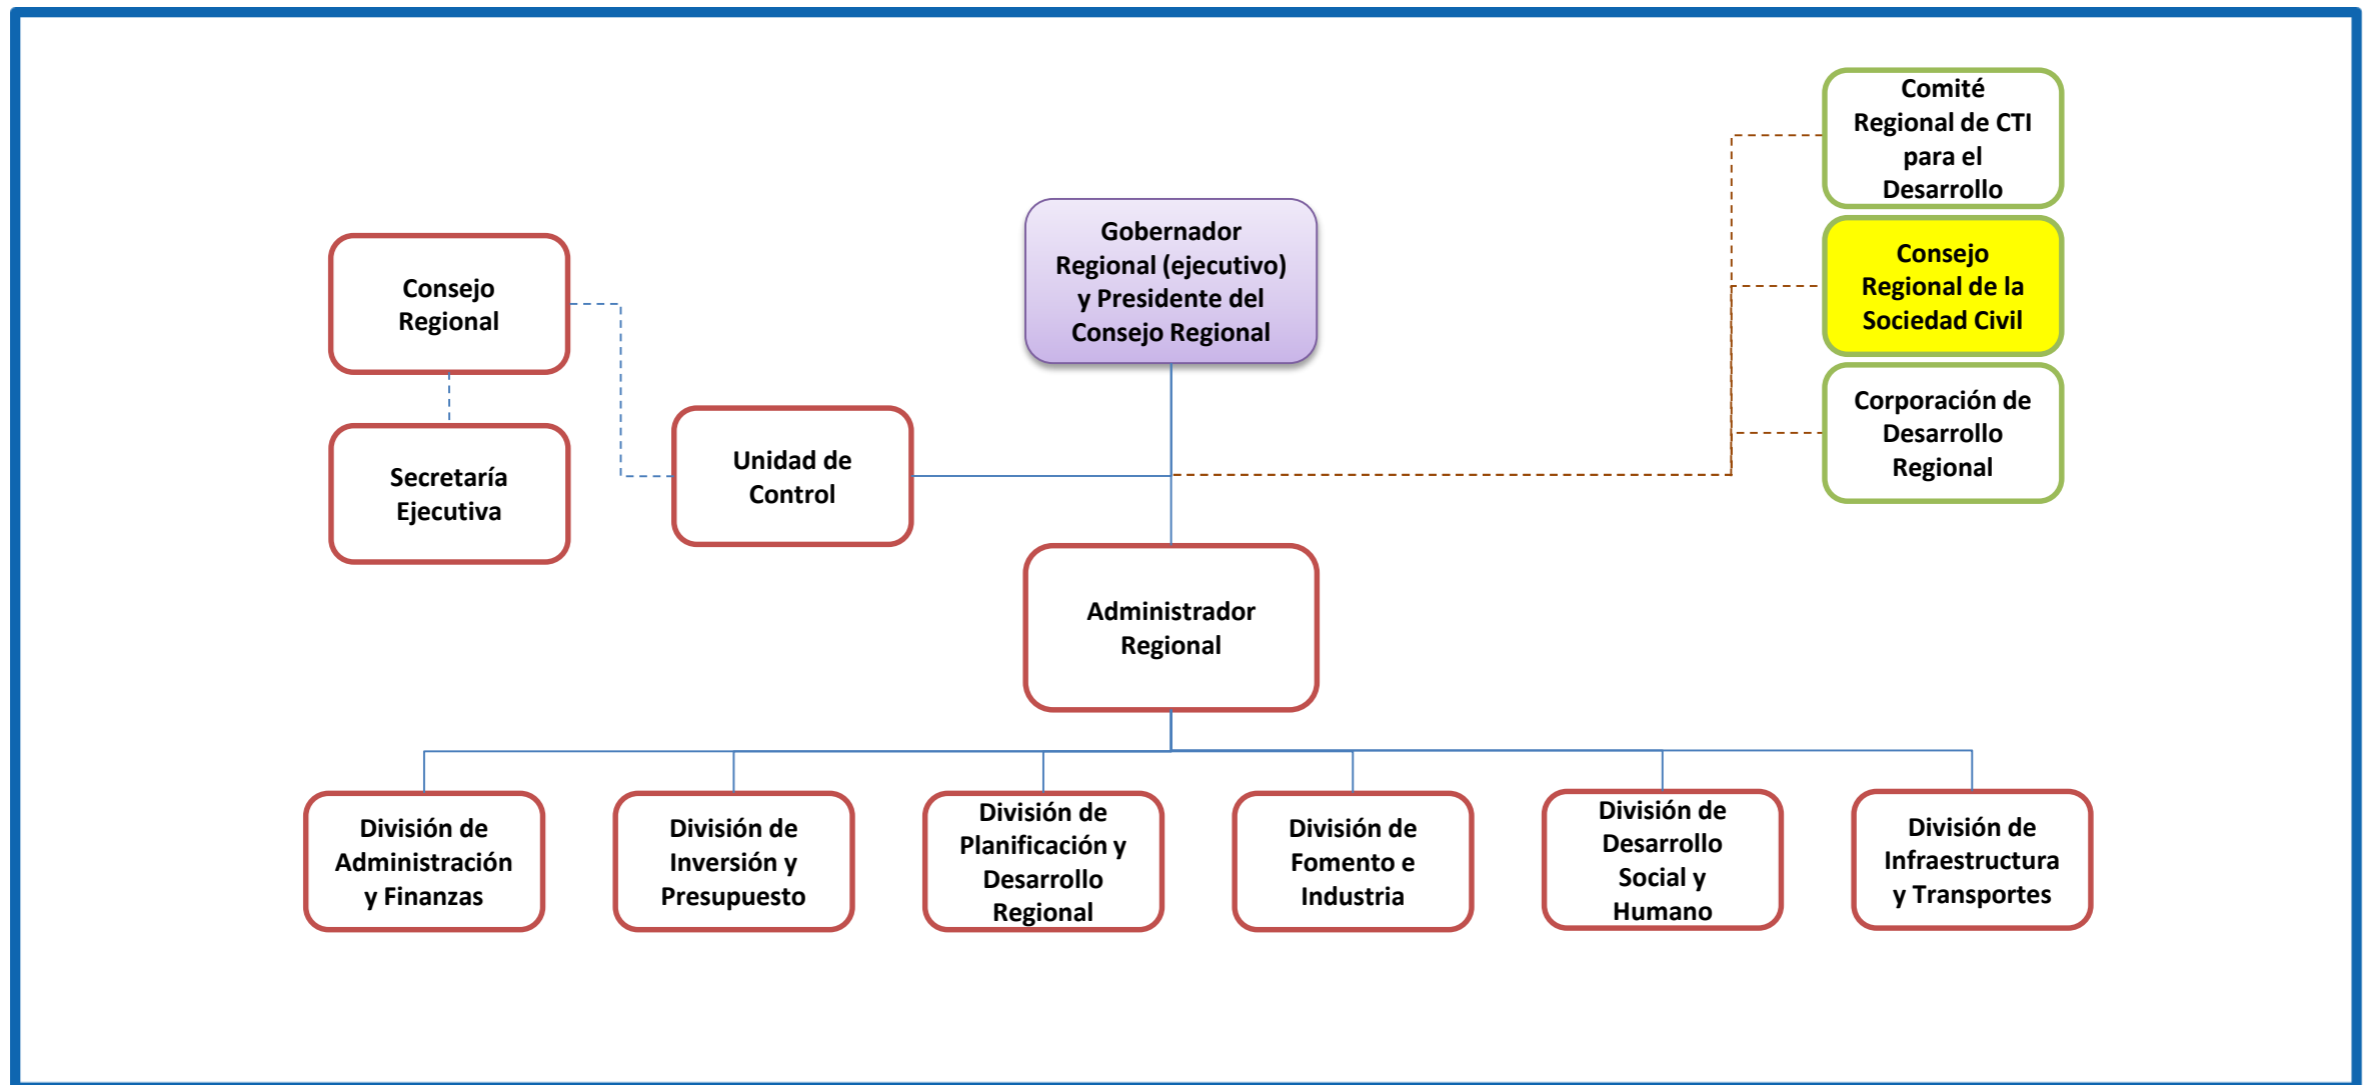 Comité
Regional de CTI
para el
Desarrollo
Gobernador
Regional (ejecutivo)
y Presidente del
Consejo Regional
Consejo
Regional de la
Sociedad Civil
Consejo
Regional
Corporación de
Desarrollo
Regional
Unidad de
Control
Secretaría
Ejecutiva
Administrador
Regional
División de
Administración
y Finanzas
División de
Inversión y
Presupuesto
División de
Planificación y
Desarrollo
Regional
División de
Fomento e
Industria
División de
Desarrollo
Social y
Humano
División de
Infraestructura
y Transportes